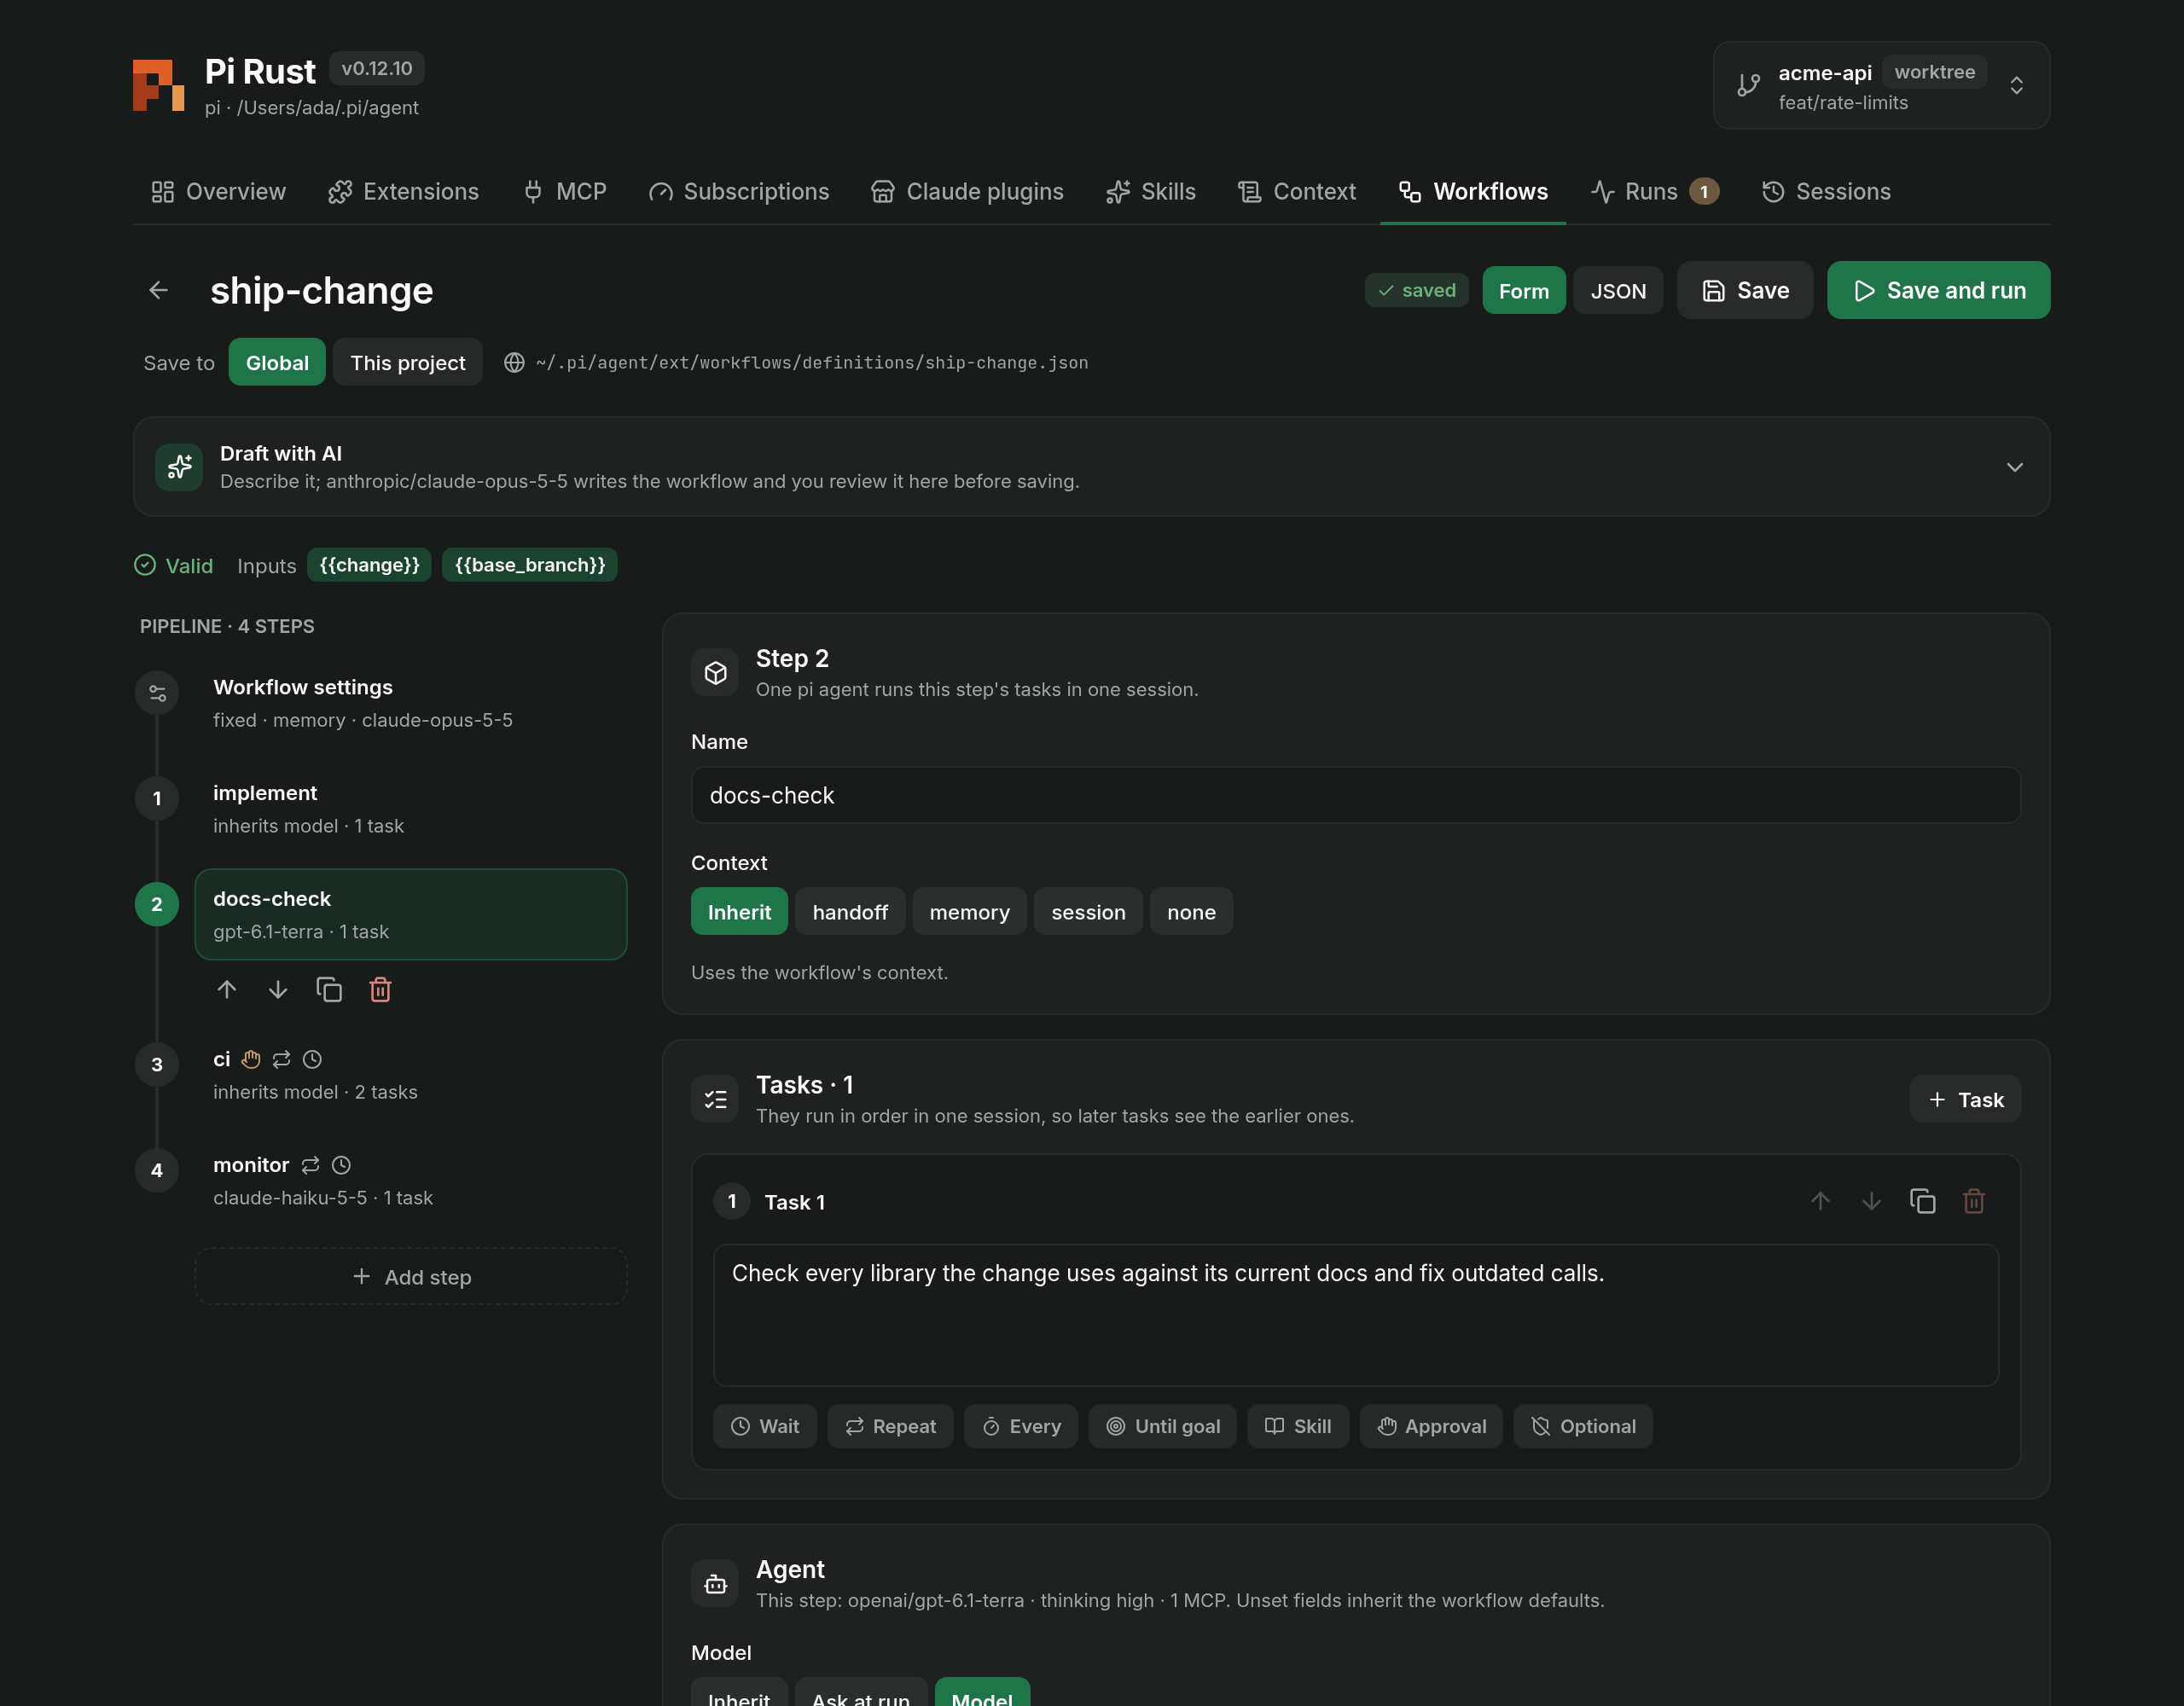 Pi Rust v0.12.10
pi · /Users/ada/.pi/agent
acme-api worktree
feat/rate-limits
Overview Extensions MCP Subscriptions Claude plugins Skills Context Workflows Runs 1 Sessions
ship-change
saved Form JSON Save Save and run
Save to Global This project ~/.pi/agent/ext/workflows/definitions/ship-change.json
Draft with AI
Describe it; anthropic/claude-opus-5-5 writes the workflow and you review it here before saving.
Valid Inputs {{change}} {{base_branch}}
PIPELINE · 4 STEPS
Workflow settings
fixed · memory · claude-opus-5-5
1 implement
inherits model · 1 task
2 docs-check
gpt-6.1-terra · 1 task
3 ci
inherits model · 2 tasks
4 monitor
claude-haiku-5-5 · 1 task
Add step
Step 2
One pi agent runs this step's tasks in one session.
Name
docs-check
Context
Inherit handoff memory session none
Uses the workflow's context.
Tasks · 1
They run in order in one session, so later tasks see the earlier ones.
Task
1 Task 1
Check every library the change uses against its current docs and fix outdated calls.
Wait Repeat Every Until goal Skill Approval Optional
Agent
This step: openai/gpt-6.1-terra · thinking high · 1 MCP. Unset fields inherit the workflow defaults.
Model
Inherit Ask at run Model